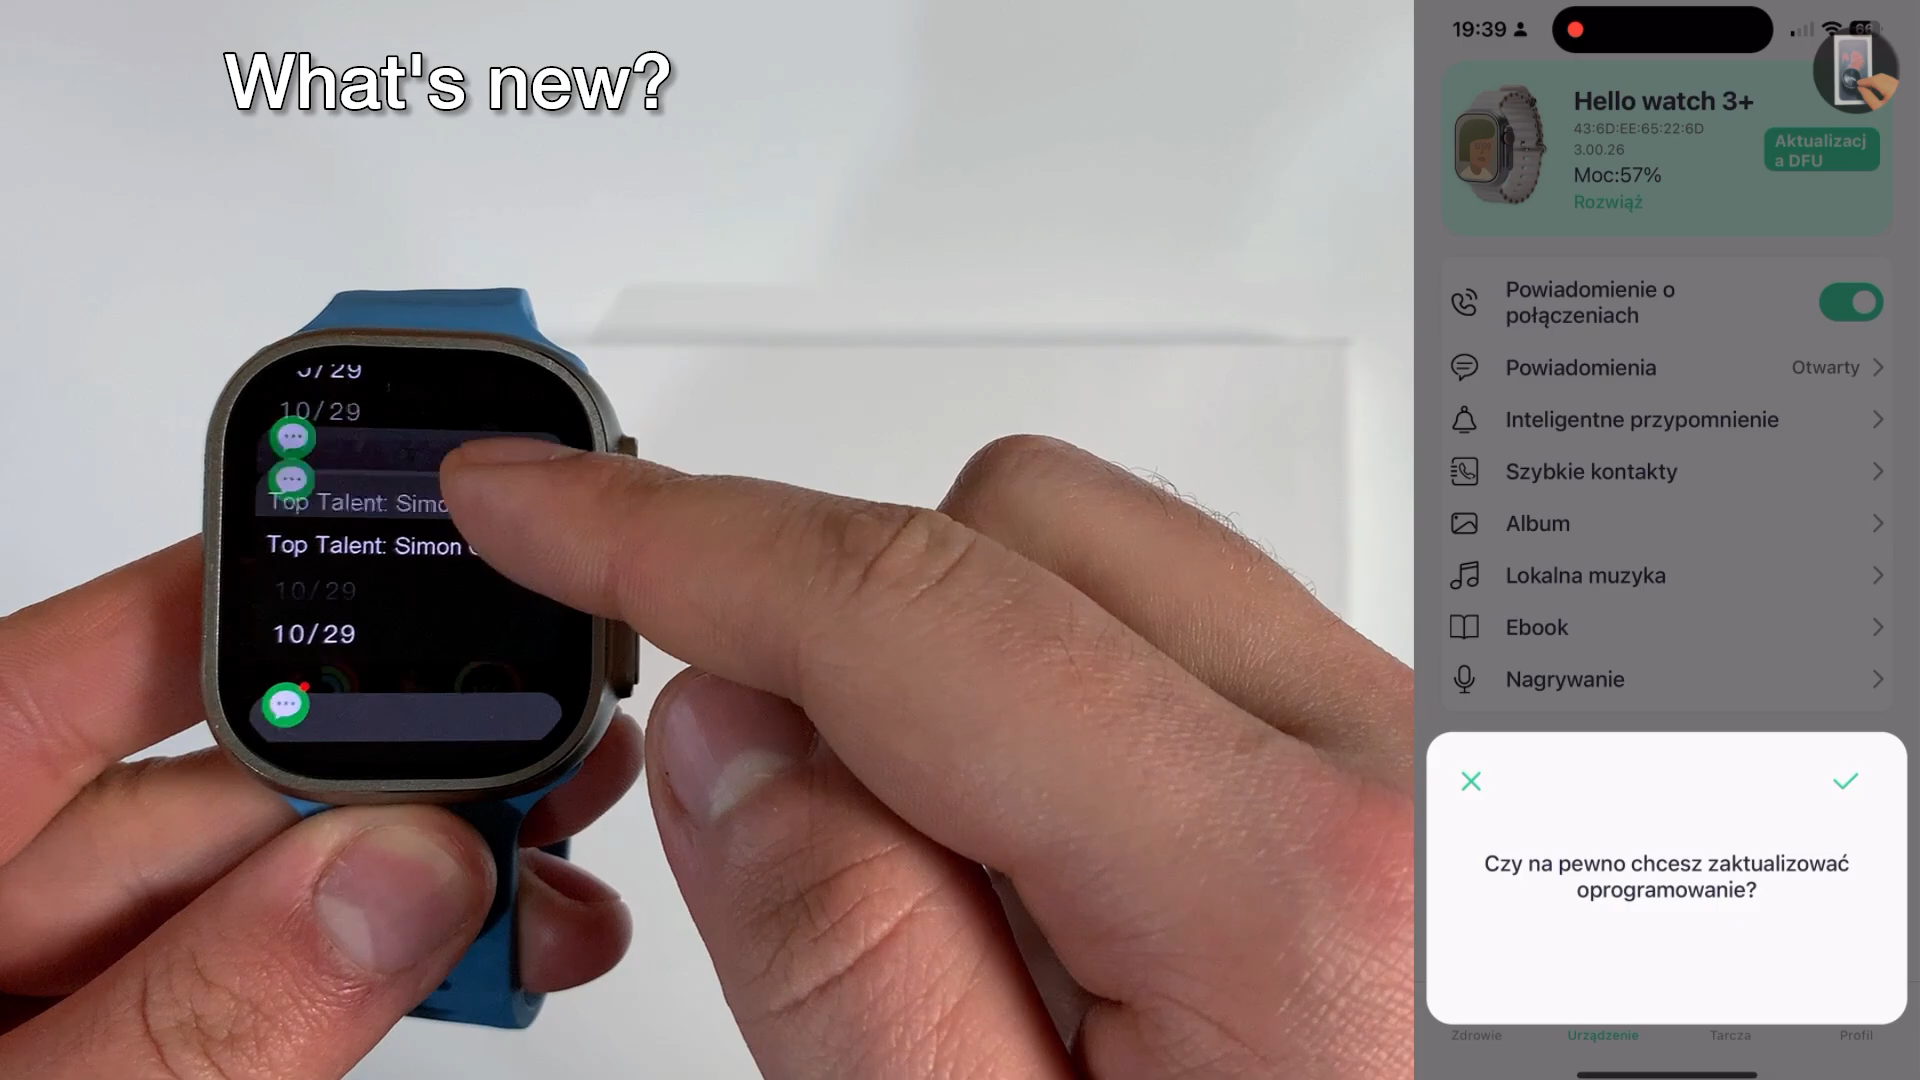 What's new?
10/29
Top Talent: Simo
Top Talent: Simon
10/29
10/29
19:39
Hello watch 3+
43:6D:EE:65:22:6D
3.00.26
Moc:57%
Rozwiąż
Aktualizacj
a DFU
Powiadomienie o
połączeniach
Powiadomienia
Otwarty
Inteligentne przypomnienie
Szybkie kontakty
Album
Lokalna muzyka
Ebook
Nagrywanie
Czy na pewno chcesz zaktualizować
oprogramowanie?
Zdrowie
Urządzenie
Tarcza
Profil